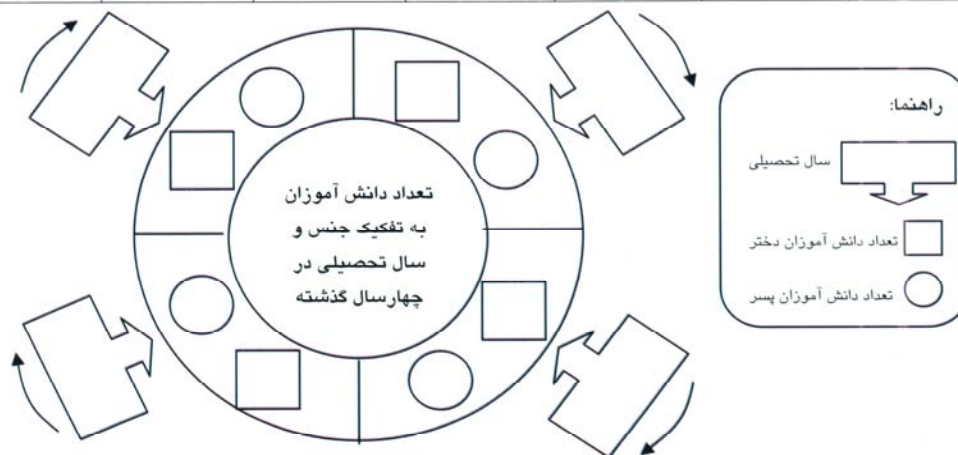 تعداد دانش آموزان
به تفکیک جنس و
سال تحصیلی در
چهارسال گذشته
راهنما:
سال تحصیلی
تعداد دانش آموزان دختر
تعداد دانش آموزان پسر